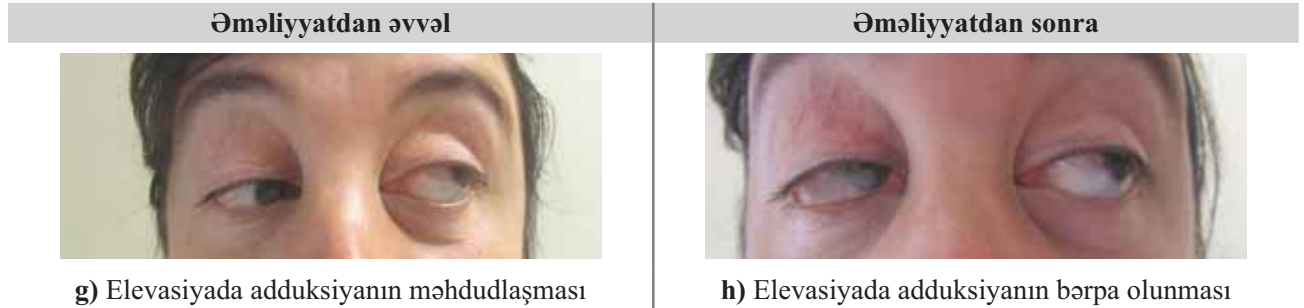 Əməliyyatdan əvvəl
Əməliyyatdan sonra
g) Elevasiyada adduksiyanın məhdudlaşması
h) Elevasiyada adduksiyanın bərpa olunması